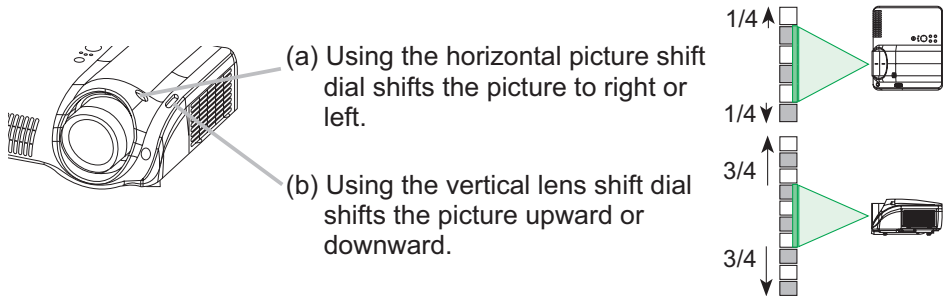 (a) Using the horizontal picture shift
dial shifts the picture to right or
left.
(b) Using the vertical lens shift dial
shifts the picture upward or
downward.
1/4
1/4
3/4
3/4